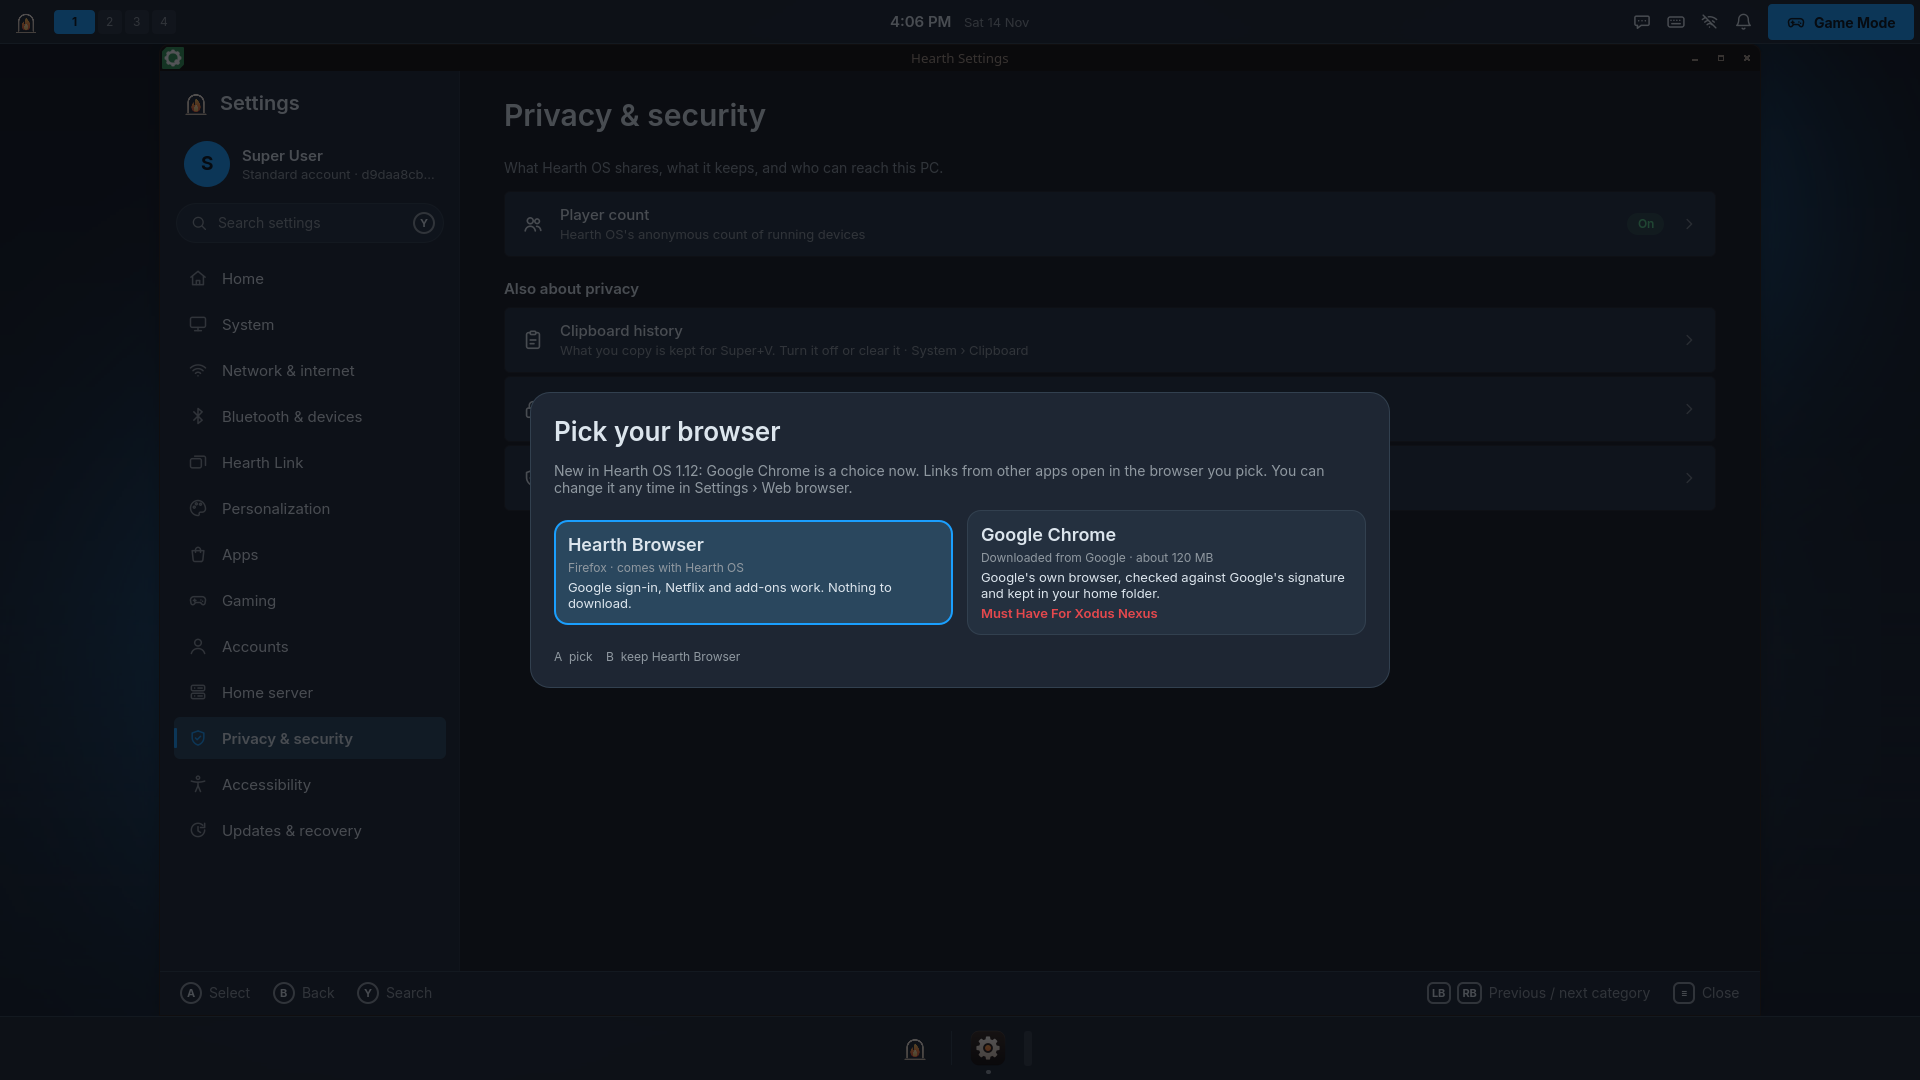 1 2 3 4
4:06 PM Sat 14 Nov
Game Mode
Hearth Settings
Settings
S
Super User
Standard account · d9daa8cb...
Search settings Y
Home
System
Network & internet
Bluetooth & devices
Hearth Link
Personalization
Apps
Gaming
Accounts
Home server
Privacy & security
Accessibility
Updates & recovery
Privacy & security
What Hearth OS shares, what it keeps, and who can reach this PC.
Player count
Hearth OS's anonymous count of running devices
On
Also about privacy
Clipboard history
What you copy is kept for Super+V. Turn it off or clear it · System › Clipboard
Pick your browser
New in Hearth OS 1.12: Google Chrome is a choice now. Links from other apps open in the browser you pick. You can
change it any time in Settings › Web browser.
Hearth Browser
Firefox · comes with Hearth OS
Google sign-in, Netflix and add-ons work. Nothing to
download.
Google Chrome
Downloaded from Google · about 120 MB
Google's own browser, checked against Google's signature
and kept in your home folder.
Must Have For Xodus Nexus
A pick B keep Hearth Browser
A Select B Back Y Search
LB RB Previous / next category ≡ Close